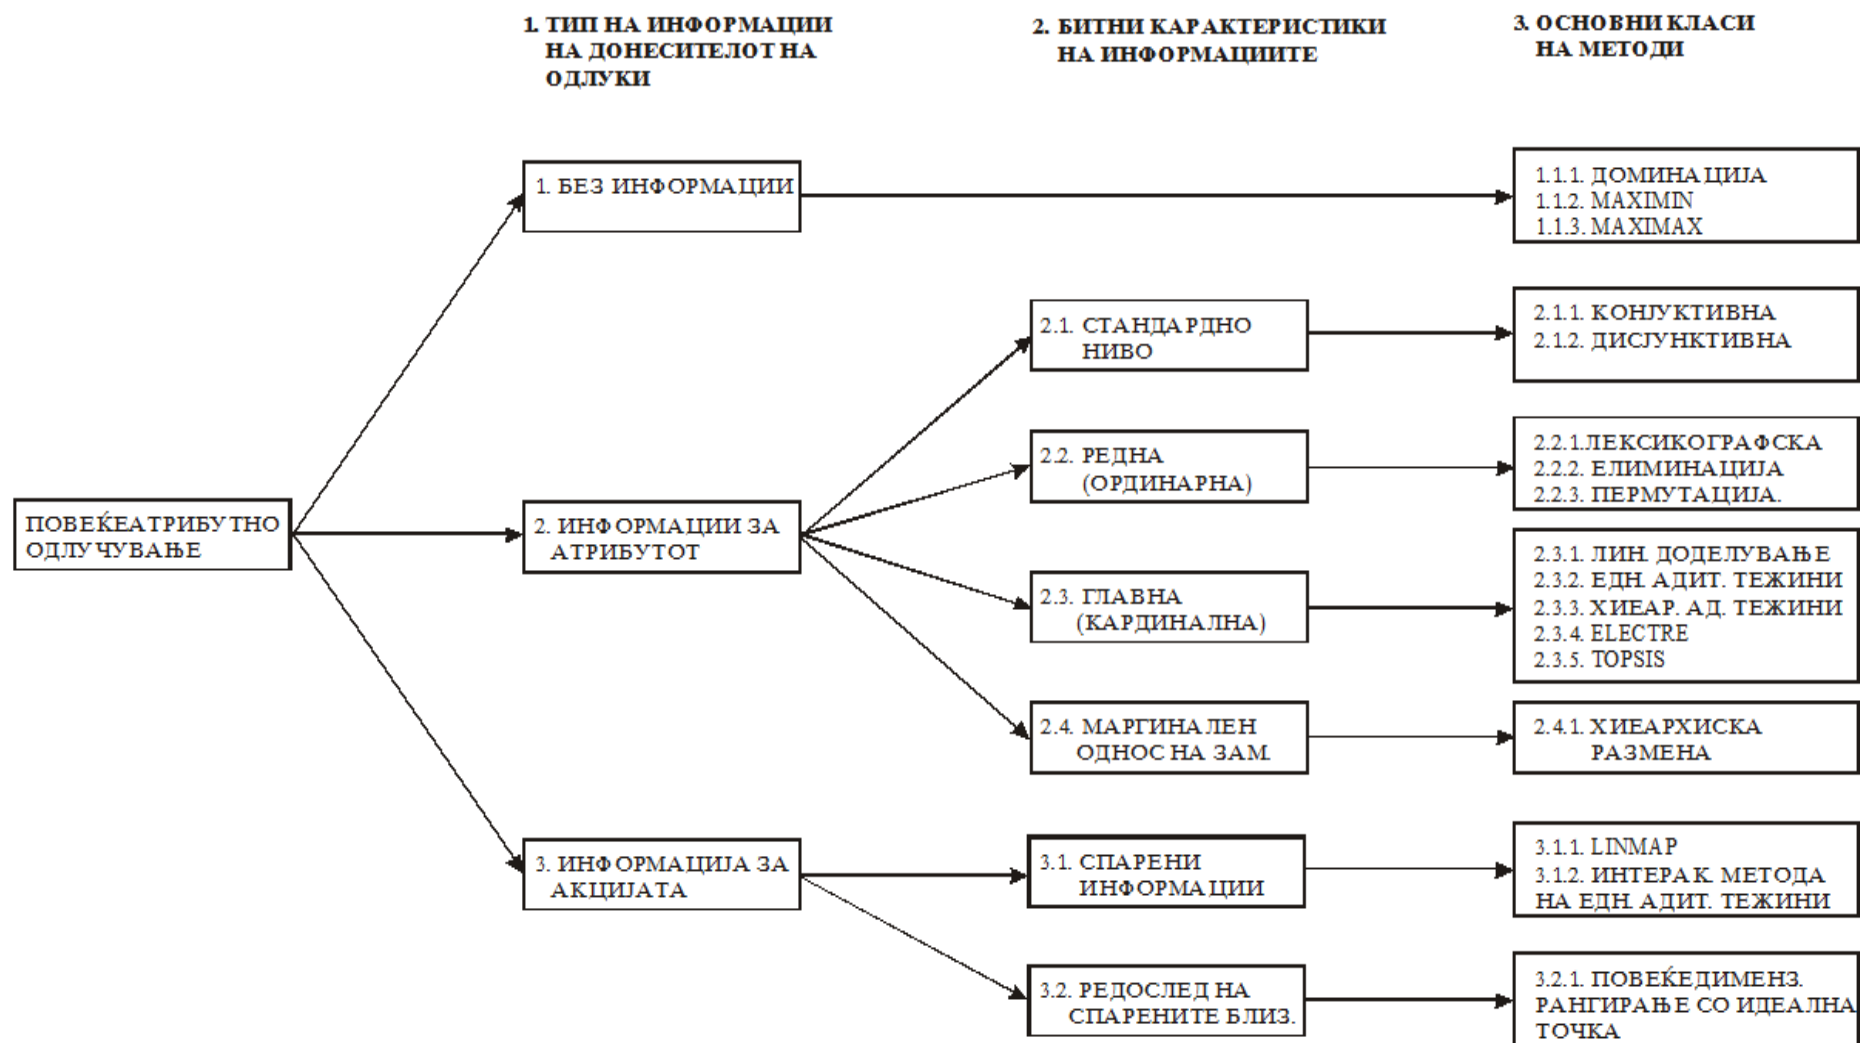 1. ТИП НА ИНФОРМАЦИИ
НА ДОНЕСИТЕЛОТ НА
ОДЛУКИ
2. БИТНИ КАРАКТЕРИСТИКИ
НА ИНФОРМАЦИИТЕ
3. ОСНОВНИ КЛАСИ
НА МЕТОДИ
ПОВЕЌЕАТРИБУТНО
ОДЛУЧУВАЊЕ
1. БЕЗ ИНФОРМАЦИИ
1.1.1. ДОМИНАЦИЈА
1.1.2. MAXIMIN
1.1.3. MAXIMAX
2. ИНФОРМАЦИИ ЗА
АТРИБУТОТ
2.1. СТАНДАРДНО
НИВО
2.1.1. КОНЈУКТИВНА
2.1.2. ДИСЈУНКТИВНА
2.2. РЕДНА
(ОРДИНАРНА)
2.2.1.ЛЕКСИКОГРАФСКА
2.2.2. ЕЛИМИНАЦИЈА
2.2.3. ПЕРМУТАЦИЈА.
2.3. ГЛАВНА
(КАРДИНАЛНА)
2.3.1. ЛИН. ДОДЕЛУВАЊЕ
2.3.2. ЕДН. АДИТ. ТЕЖИНИ
2.3.3. ХИЕАР. АД. ТЕЖИНИ
2.3.4. ELECTRE
2.3.5. TOPSIS
2.4. МАРГИНАЛЕН
ОДНОС НА ЗАМ.
2.4.1. ХИЕАРХИСКА
РАЗМЕНА
3. ИНФОРМАЦИЈА ЗА
АКЦИЈАТА
3.1. СПАРЕНИ
ИНФОРМАЦИИ
3.1.1. LINMAP
3.1.2. ИНТЕРАК. МЕТОДА
НА ЕДН. АДИТ. ТЕЖИНИ
3.2. РЕДОСЛЕД НА
СПАРЕНИТЕ БЛИЗ.
3.2.1. ПОВЕЌЕДИМЕНЗ.
РАНГИРАЊЕ СО ИДЕАЛНА
ТОЧКА